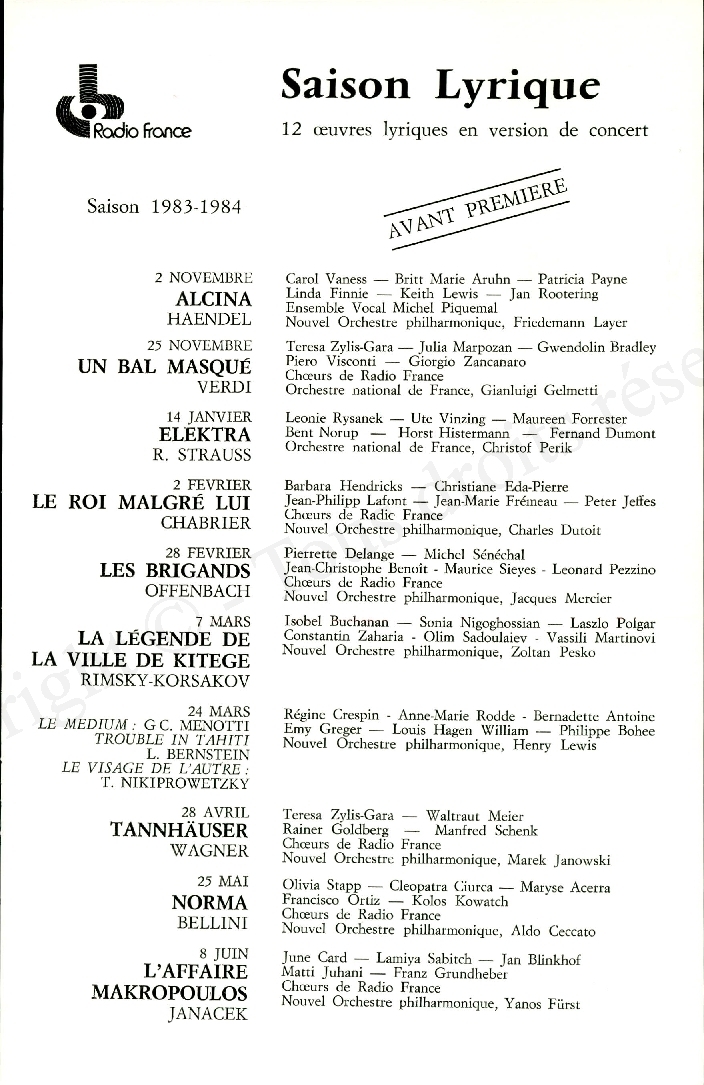 Radio France
Saison Lyrique
12 œuvres lyriques en version de concert
Saison 1983-1984
AVANT PREMIERE
2 NOVEMBRE
ALCINA
HAENDEL
Carol Vaness — Britt Marie Aruhn — Patricia Payne
Linda Finnie — Keith Lewis — Jan Rootering
Ensemble Vocal Michel Piquemal
Nouvel Orchestre philharmonique, Friedemann Layer
25 NOVEMBRE
UN BAL MASQUÉ
VERDI
Teresa Zylis-Gara — Julia Marpozan — Gwendolin Bradley
Piero Visconti — Giorgio Zancanaro
Chœurs de Radio France
Orchestre national de France, Gianluigi Gelmetti
14 JANVIER
ELEKTRA
R. STRAUSS
Leonie Rysanek — Ute Vinzing — Maureen Forrester
Bent Norup — Horst Histermann — Fernand Dumont
Orchestre national de France, Christof Perik
2 FEVRIER
LE ROI MALGRÉ LUI
CHABRIER
Barbara Hendricks — Christiane Eda-Pierre
Jean-Philipp Lafont — Jean-Marie Frémeau — Peter Jeffes
Chœurs de Radio France
Nouvel Orchestre philharmonique, Charles Dutoit
28 FEVRIER
LES BRIGANDS
OFFENBACH
Pierrette Delange — Michel Sénéchal
Jean-Christophe Benoit - Maurice Sieyes - Leonard Pezzino
Chœurs de Radio France
Nouvel Orchestre philharmonique, Jacques Mercier
7 MARS
LA LÉGENDE DE
LA VILLE DE KITEGE
RIMSKY-KORSAKOV
Isobel Buchanan — Sonia Nigoghossian — Laszlo Polgar
Constantin Zaharia - Olim Sadoulaiev - Vassili Martinovi
Nouvel Orchestre philharmonique, Zoltan Pesko
24 MARS
LE MEDIUM : G C. MENOTTI
TROUBLE IN TAHITI
L. BERNSTEIN
LE VISAGE DE L'AUTRE :
T. NIKIPROWETZKY
Régine Crespin - Anne-Marie Rodde - Bernadette Antoine
Emy Greger — Louis Hagen William — Philippe Bohee
Nouvel Orchestre philharmonique, Henry Lewis
28 AVRIL
TANNHÄUSER
WAGNER
Teresa Zylis-Gara — Waltraut Meier
Rainer Goldberg — Manfred Schenk
Chœurs de Radio France
Nouvel Orchestre philharmonique, Marek Janowski
25 MAI
NORMA
BELLINI
Olivia Stapp — Cleopatra Ciurca — Maryse Acerra
Francisco Ortiz — Kolos Kowatch
Chœurs de Radio France
Nouvel Orchestre philharmonique, Aldo Ceccato
8 JUIN
L'AFFAIRE
MAKROPOULOS
JANACEK
June Card — Lamiya Sabitch — Jan Blinkhof
Matti Juhani — Franz Grundheber
Chœurs de Radio France
Nouvel Orchestre philharmonique, Yanos Fürst